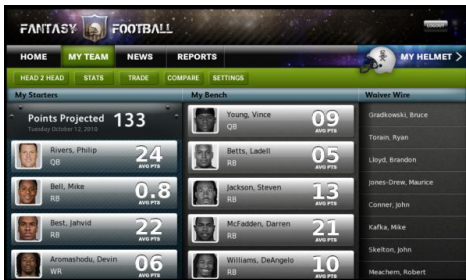 FANTASY FOOTBALL
LOGOUT
HOME MY TEAM NEWS REPORTS MY HELMET >
HEAD 2 HEAD STATS TRADE COMPARE SETTINGS
My Starters My Bench Waiver Wire
Points Projected 133
Tuesday October 12, 2010
Rivers, Philip
QB
24
AVG PTS
Bell, Mike
RB
0.8
AVG PTS
Best, Jahvid
RB
22
AVG PTS
Aromashodu, Devin
WR
06
AVG PTS
Young, Vince
QB
09
AVG PTS
Betts, Ladell
RB
05
AVG PTS
Jackson, Steven
RB
13
AVG PTS
McFadden, Darren
RB
21
AVG PTS
Williams, DeAngelo
RB
10
AVG PTS
Gradkowski, Bruce
Torain, Ryan
Lloyd, Brandon
Jones-Drew, Maurice
Conner, John
Kafka, Mike
Skelton, John
Meachem, Robert